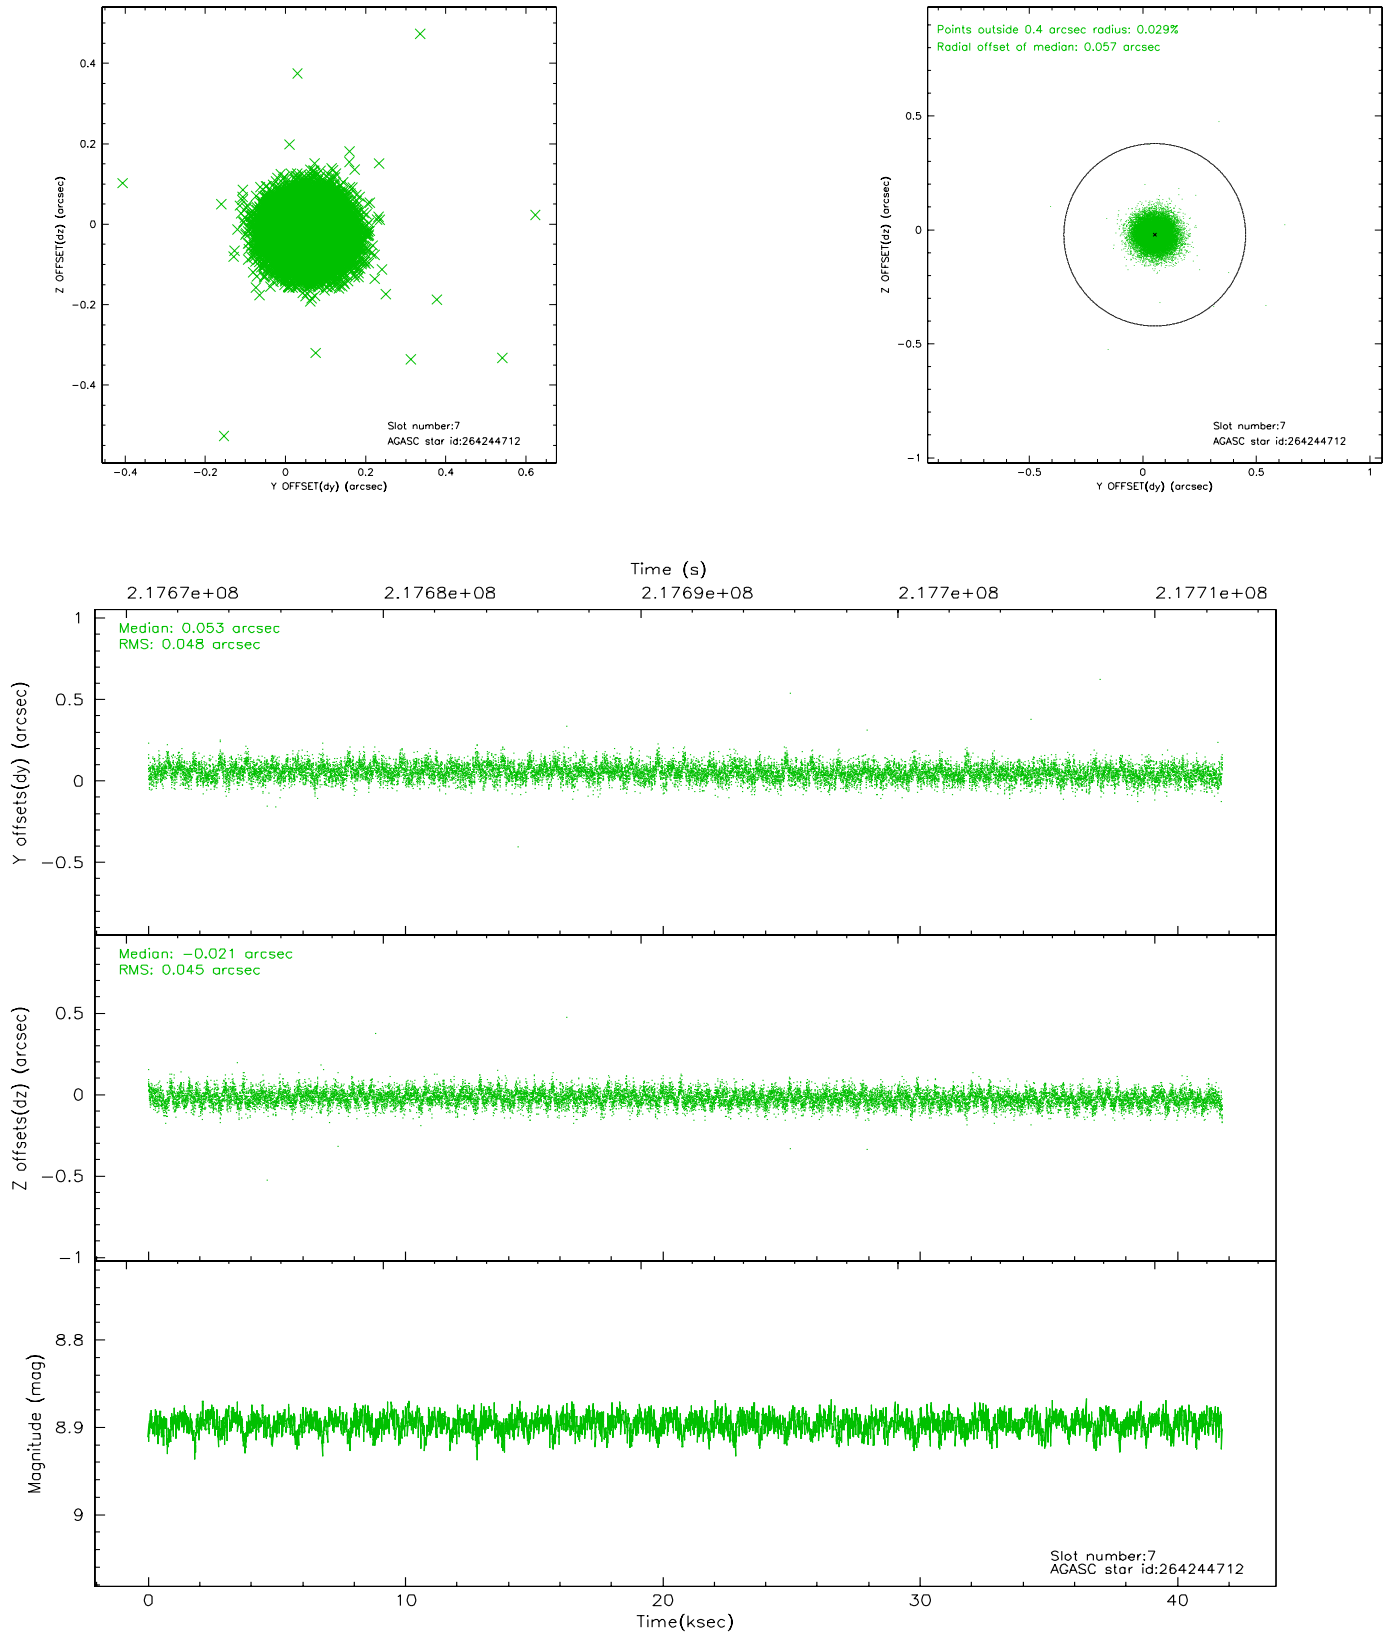 0.4
0.2
0
−0.2
−0.4
Z OFFSET(dz) (arcsec)
Slot number:7
AGASC star id:264244712
−0.4 −0.2 0 0.2 0.4 0.6
Y OFFSET(dy) (arcsec)
Points outside 0.4 arcsec radius: 0.029%
Radial offset of median: 0.057 arcsec
0.5
0
−0.5
−1
Z OFFSET(dz) (arcsec)
Slot number:7
AGASC star id:264244712
−0.5 0 0.5 1
Y OFFSET(dy) (arcsec)
Time (s)
2.1767e+08 2.1768e+08 2.1769e+08 2.177e+08 2.1771e+08
Median: 0.053 arcsec
RMS: 0.048 arcsec
1
0.5
0
−0.5
Y offsets(dy) (arcsec)
Median: −0.021 arcsec
RMS: 0.045 arcsec
0.5
0
−0.5
−1
Z offsets(dz) (arcsec)
8.8
8.9
9
Magnitude (mag)
Slot number:7
AGASC star id:264244712
0 10 20 30 40
Time(ksec)